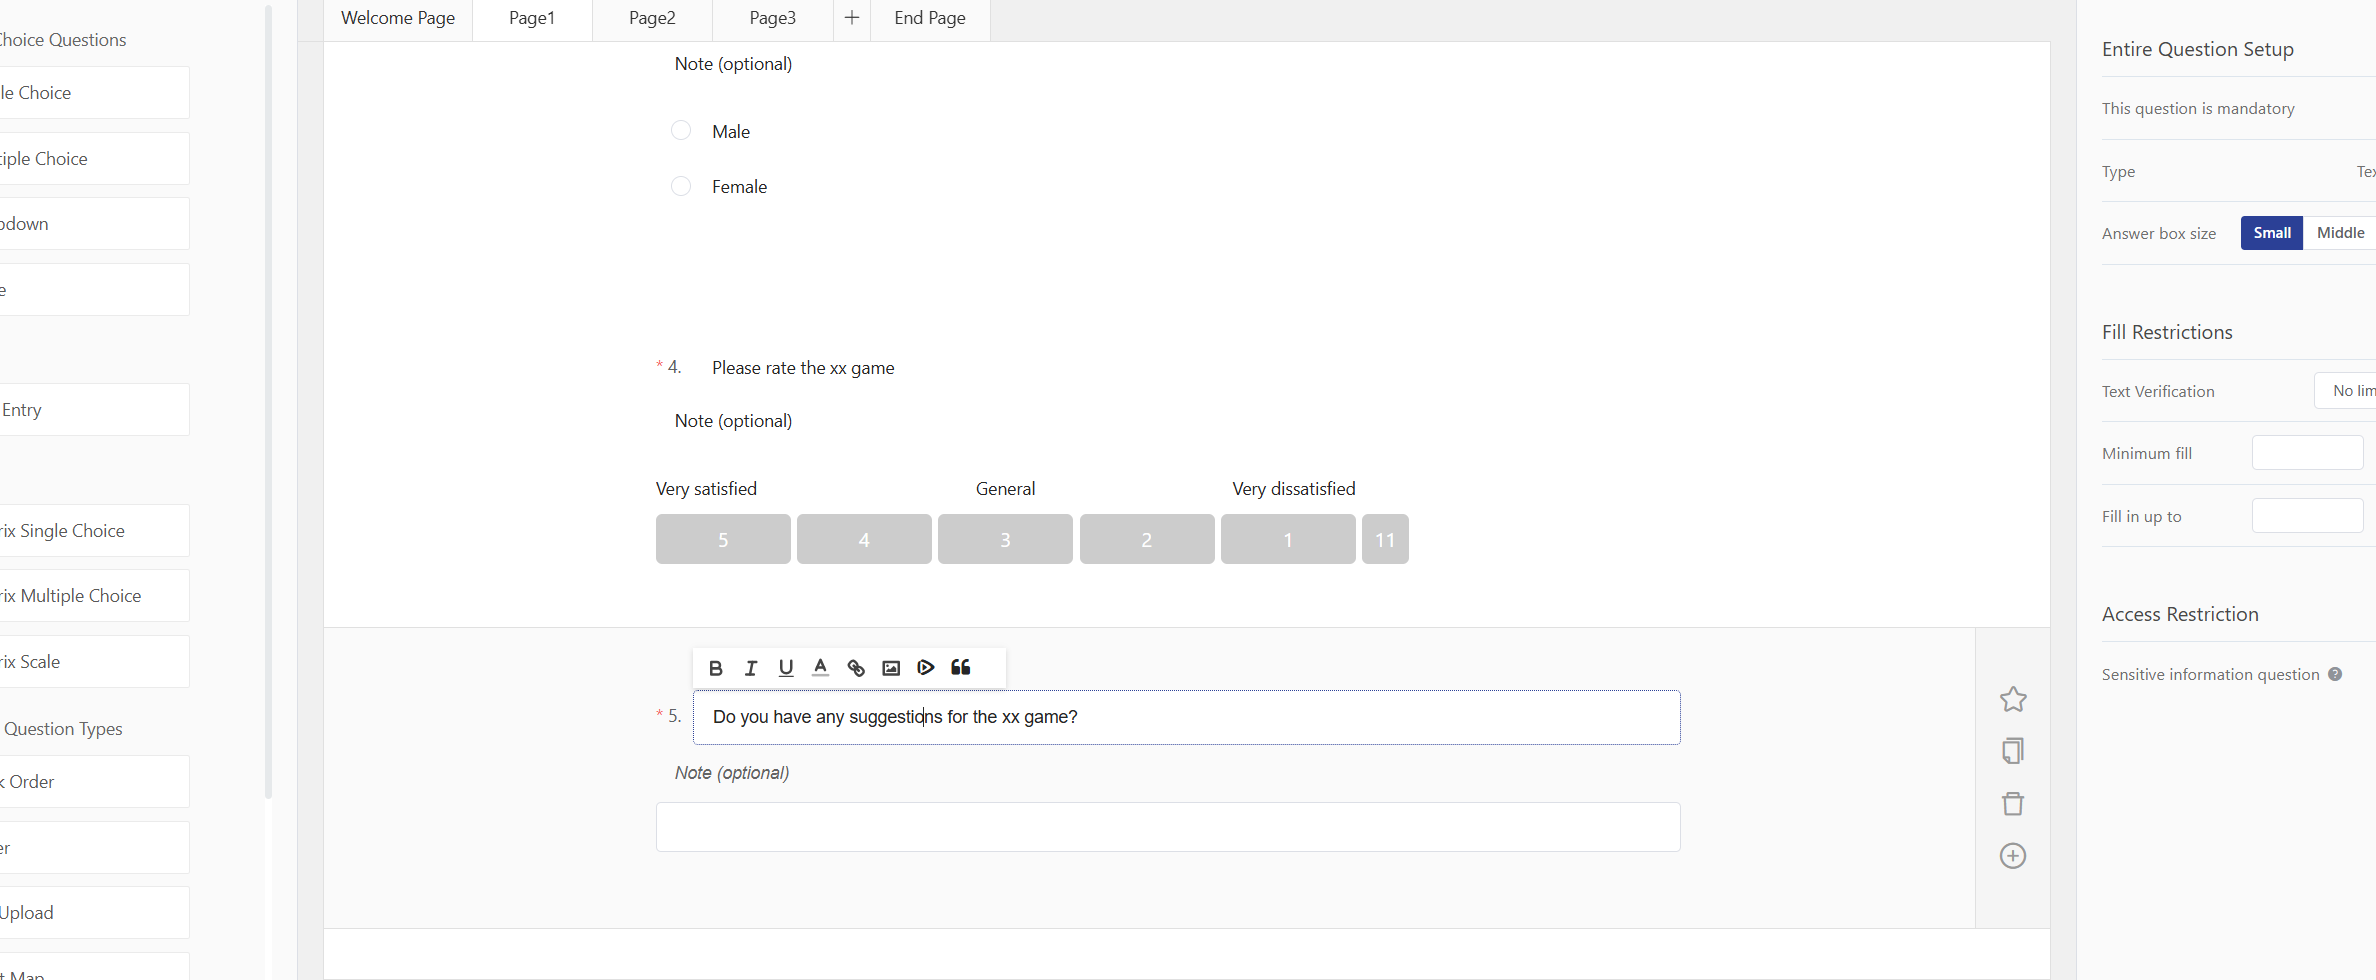 Welcome Page
Page1
Page2
Page3
End Page
Choice Questions
le Choice
tiple Choice
pdown
e
Entry
rix Single Choice
rix Multiple Choice
rix Scale
Question Types
k Order
er
Upload
t Map
Note (optional)
Male
Female
* 4. Please rate the xx game
Note (optional)
Very satisfied General Very dissatisfied
5 4 3 2 1 11
B I U A
* 5. Do you have any suggestions for the xx game?
Note (optional)
Entire Question Setup
This question is mandatory
Type Tex
Answer box size Small Middle
Fill Restrictions
Text Verification No lim
Minimum fill
Fill in up to
Access Restriction
Sensitive information question ?